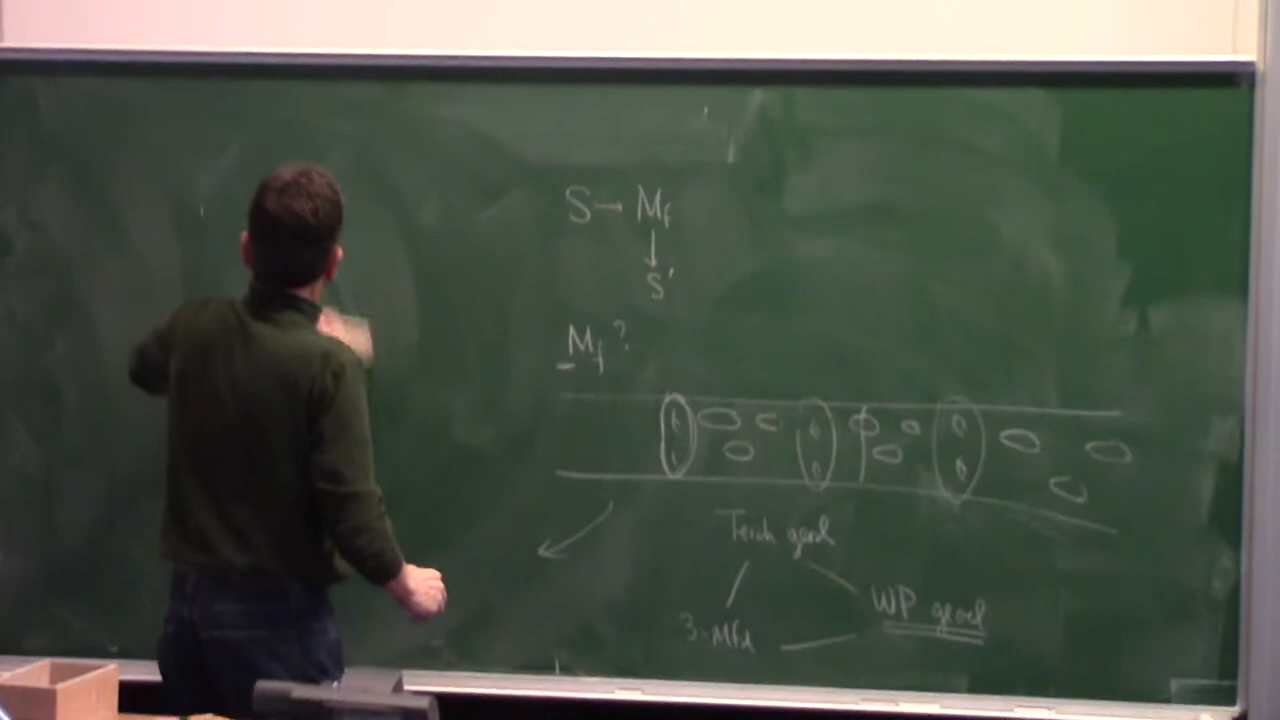 S → M_f
↓
S'
M_f ?
Teich geod
WP geod
3-Mfd